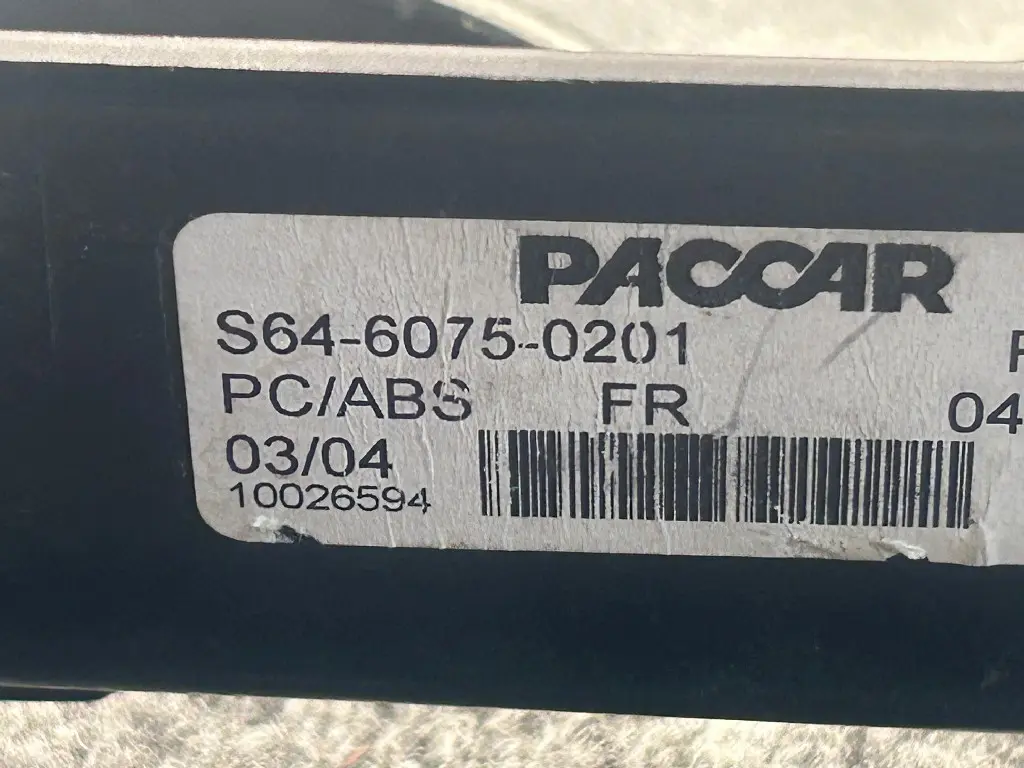 PACCAR
S64-6075-0201
PC/ABS FR 04
03/04
10026594